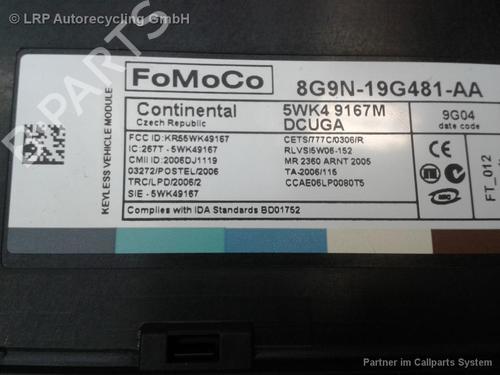 © LRP Autorecycling GmbH
FoMoCo
8G9N-19G481-AA
Continental
Czech Republic
5WK4 9167M
DCUGA
9G04
date code
KEYLESS VEHICLE MODULE
FCC ID: KR55WK49167
IC:267T - 5WK49167
CMII ID: 2006DJ1119
03272/POSTEL/2006
TRC/LPD/2006/2
SIE - 5WK49167
CETS/777C/0306/R
RLVSI5W06-152
MR 2360 ARNT 2005
TA-2006/115
CCAE06LP0080T5
Complies with IDA Standards BD01752
FT_012
Partner im Callparts System